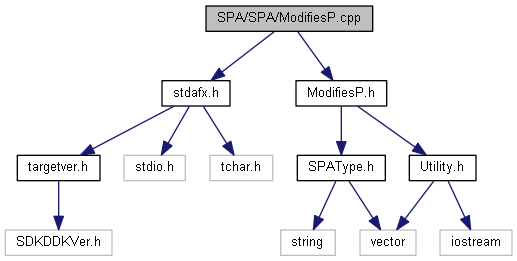 SPA/SPA/ModifiesP.cpp
stdafx.h
ModifiesP.h
targetver.h
stdio.h
tchar.h
SPAType.h
Utility.h
SDKDDKVer.h
string
vector
iostream